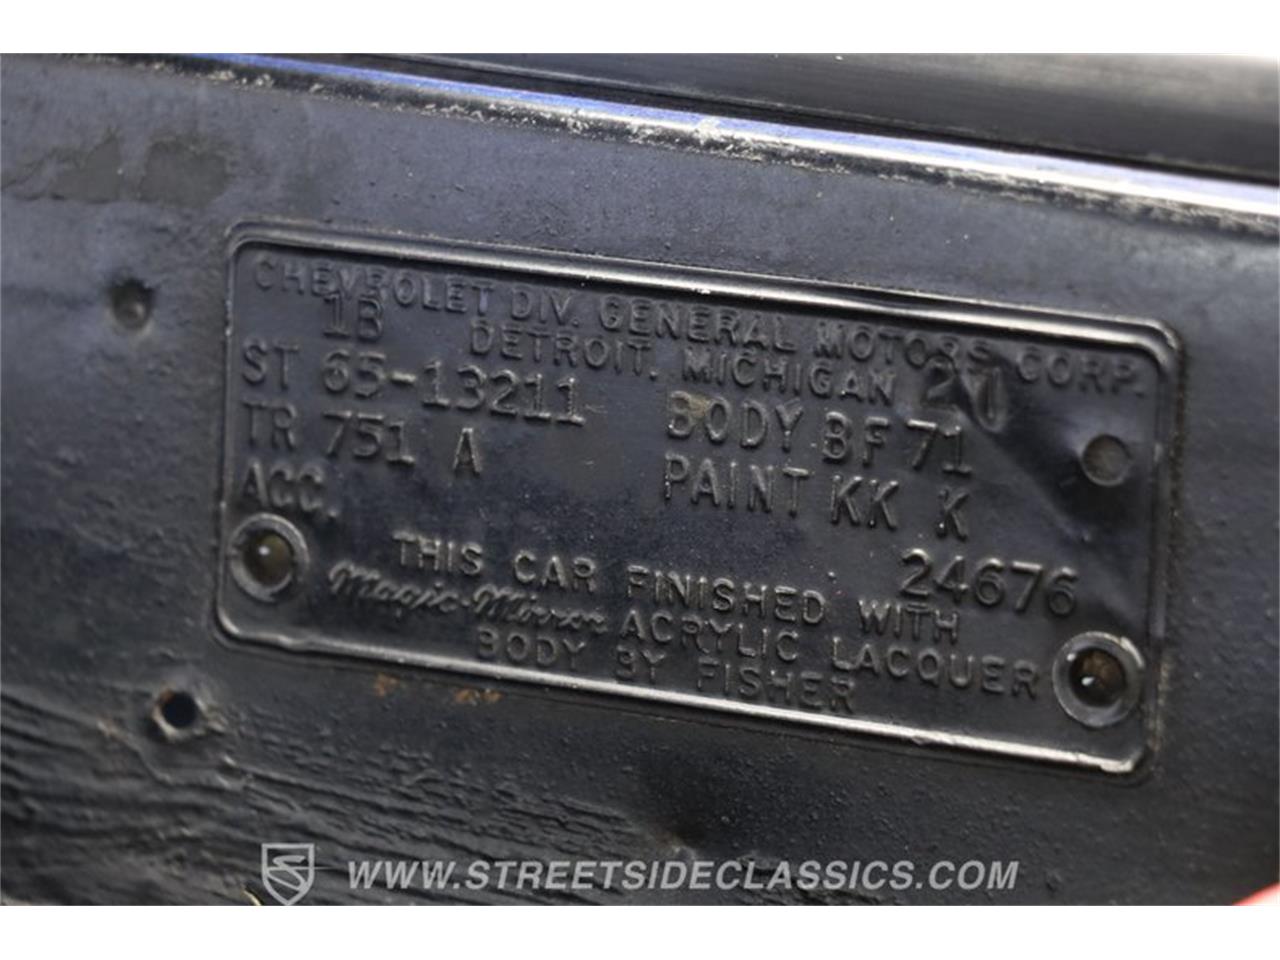 CHEVROLET DIV. GENERAL MOTORS CORP.
1B DETROIT, MICHIGAN
ST 65-13211 BODY BF 71
TR 751 A PAINT KK K
ACC.
24676
THIS CAR FINISHED WITH
Magic-Mirror ACRYLIC LACQUER
BODY BY FISHER
WWW.STREETSIDECLASSICS.COM